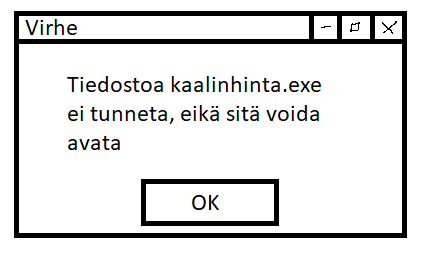 Virhe
Tiedostoa kaalinhinta.exe
ei tunneta, eikä sitä voida
avata
OK